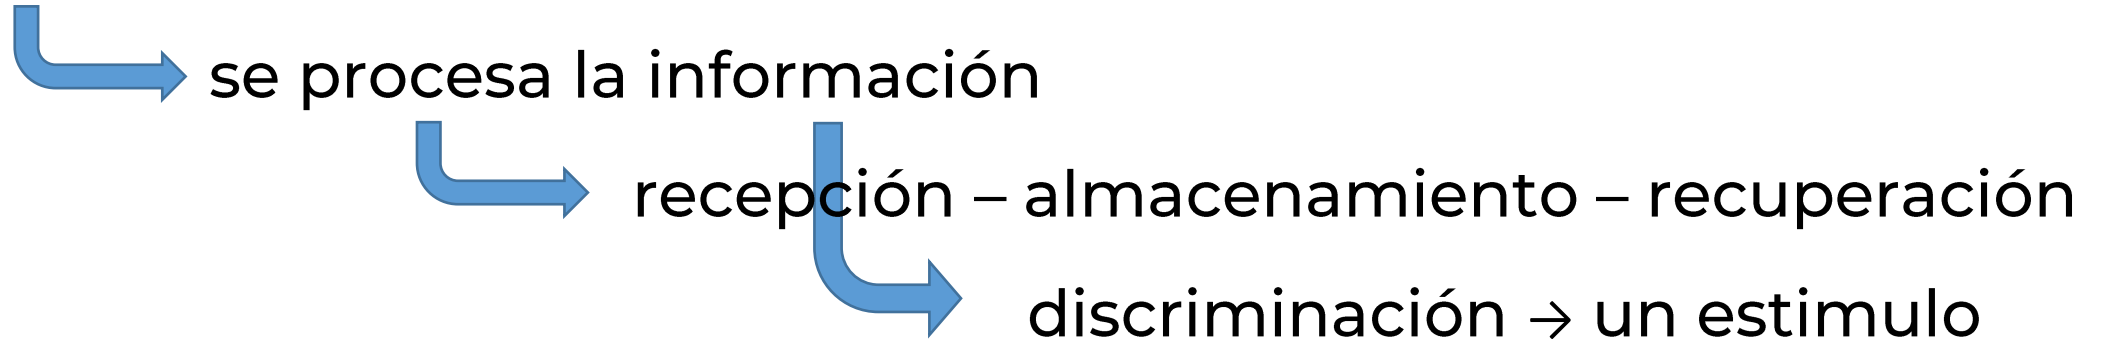 se procesa la información
recepción – almacenamiento – recuperación
discriminación → un estimulo